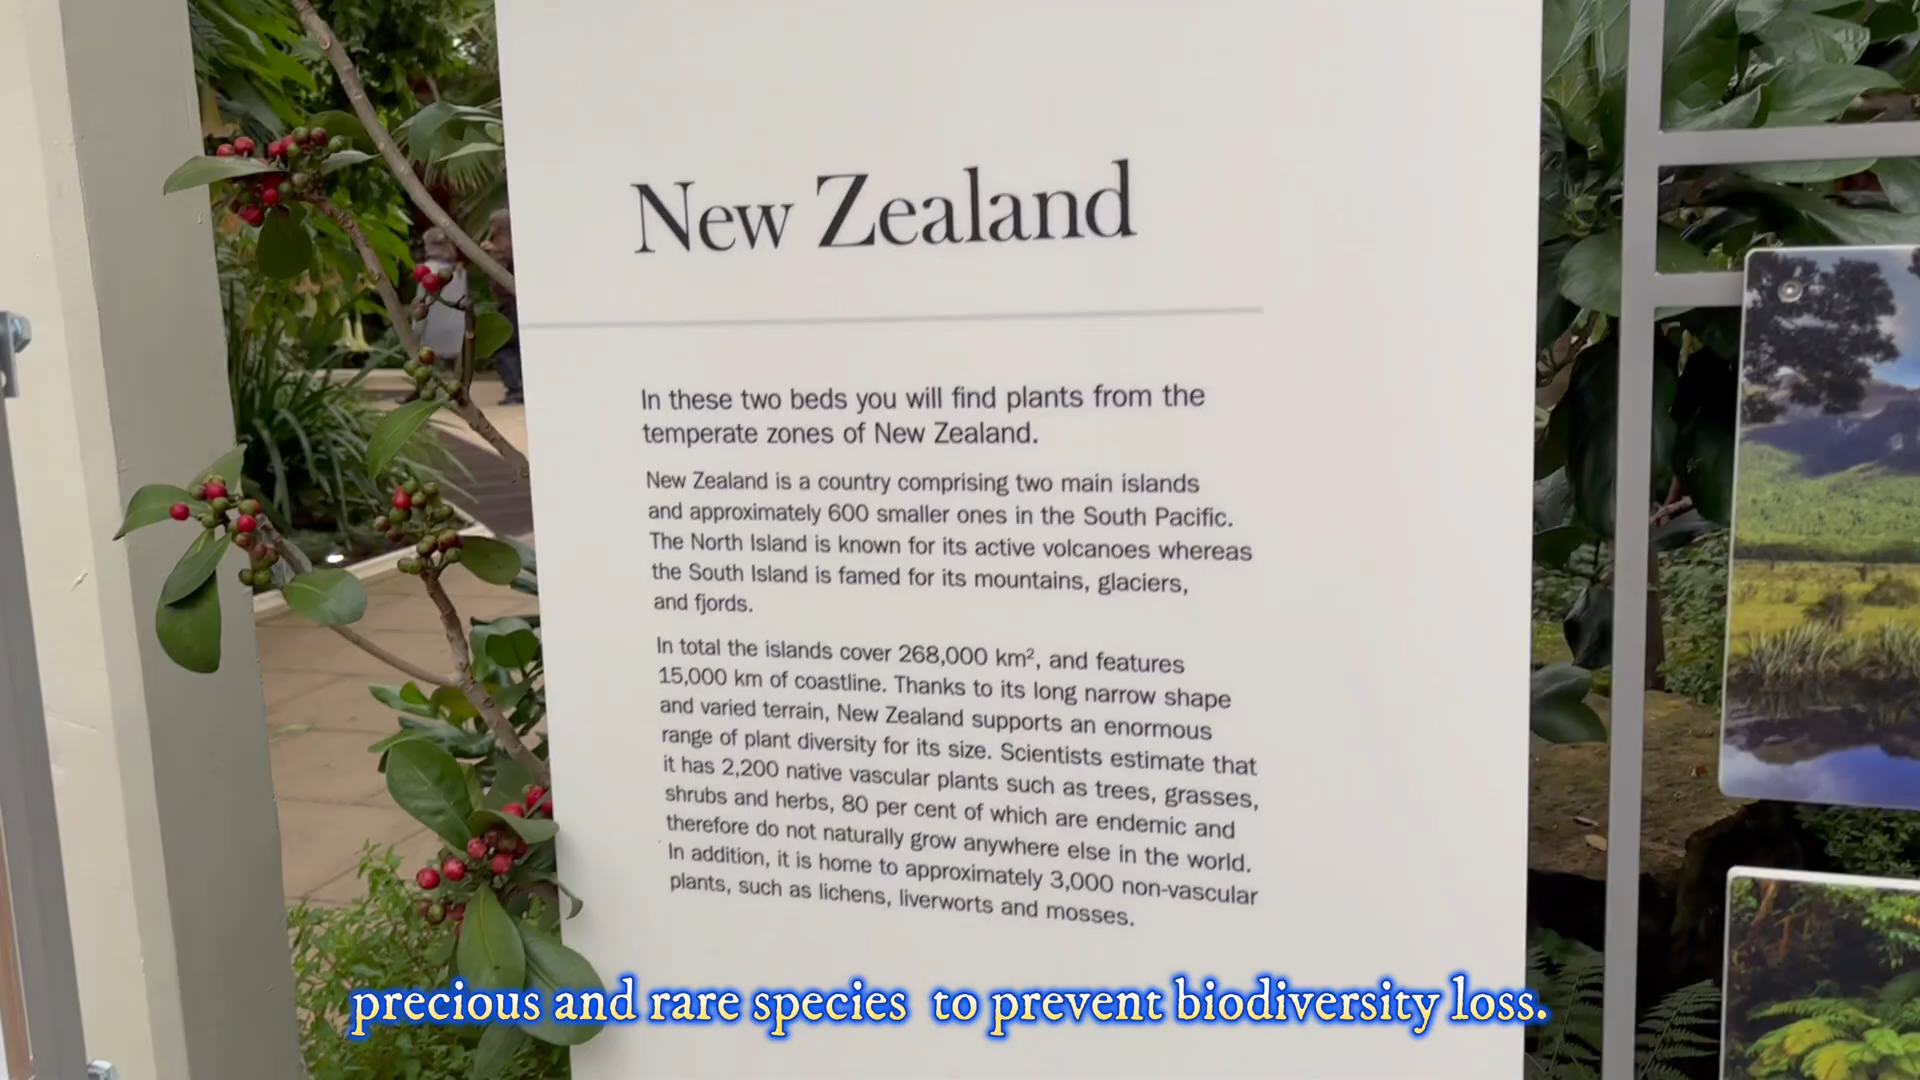 New Zealand
In these two beds you will find plants from the
temperate zones of New Zealand.
New Zealand is a country comprising two main islands
and approximately 600 smaller ones in the South Pacific.
The North Island is known for its active volcanoes whereas
the South Island is famed for its mountains, glaciers,
and fjords.
In total the islands cover 268,000 km², and features
15,000 km of coastline. Thanks to its long narrow shape
and varied terrain, New Zealand supports an enormous
range of plant diversity for its size. Scientists estimate that
it has 2,200 native vascular plants such as trees, grasses,
shrubs and herbs, 80 per cent of which are endemic and
therefore do not naturally grow anywhere else in the world.
In addition, it is home to approximately 3,000 non-vascular
plants, such as lichens, liverworts and mosses.
precious and rare species to prevent biodiversity loss.